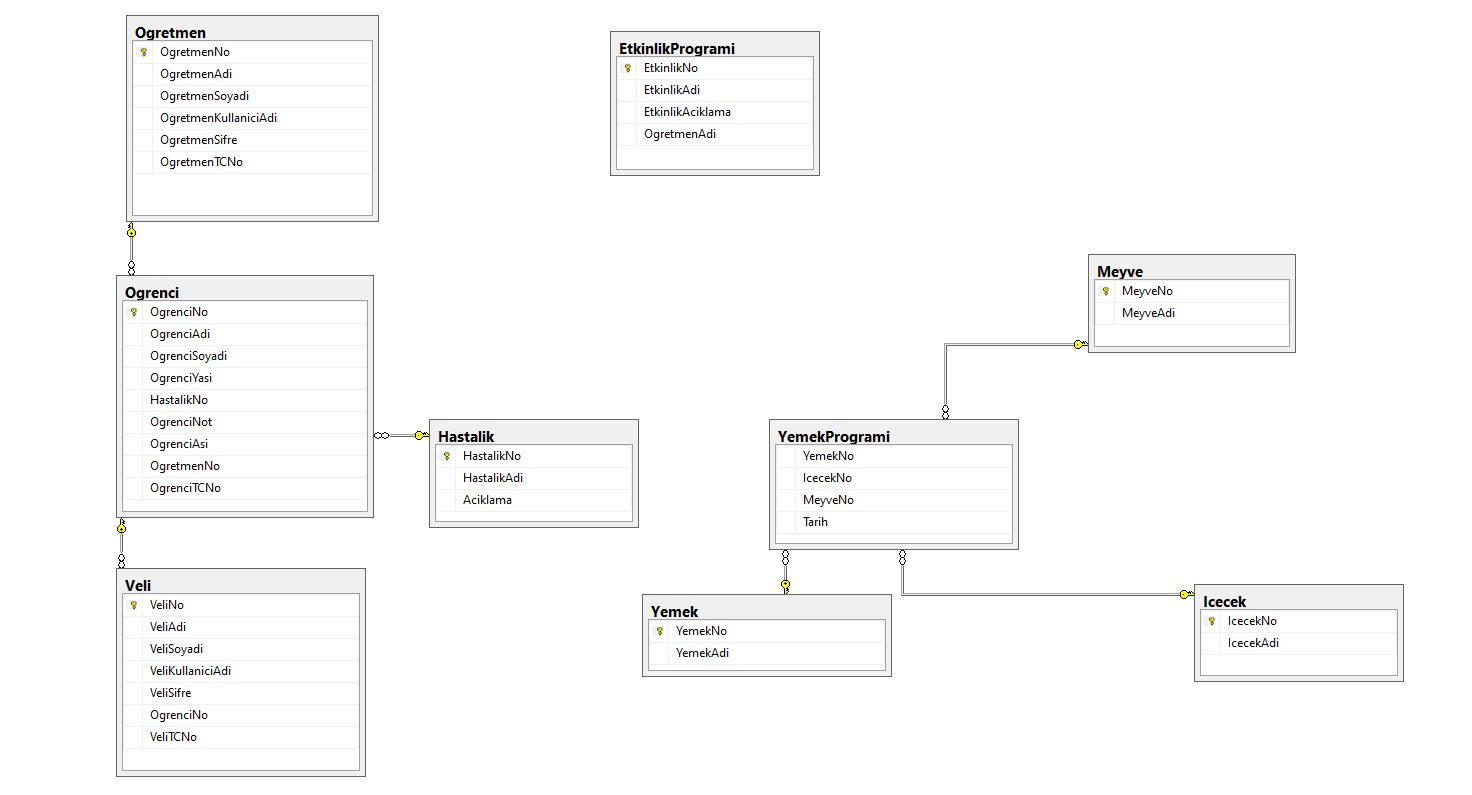 Ogretmen
OgretmenNo
OgretmenAdi
OgretmenSoyadi
OgretmenKullaniciAdi
OgretmenSifre
OgretmenTCNo
EtkinlikProgrami
EtkinlikNo
EtkinlikAdi
EtkinlikAciklama
OgretmenAdi
Ogrenci
OgrenciNo
OgrenciAdi
OgrenciSoyadi
OgrenciYasi
HastalikNo
OgrenciNot
OgrenciAsi
OgretmenNo
OgrenciTCNo
Hastalik
HastalikNo
HastalikAdi
Aciklama
Veli
VeliNo
VeliAdi
VeliSoyadi
VeliKullaniciAdi
VeliSifre
OgrenciNo
VeliTCNo
Meyve
MeyveNo
MeyveAdi
YemekProgrami
YemekNo
IcecekNo
MeyveNo
Tarih
Yemek
YemekNo
YemekAdi
Icecek
IcecekNo
IcecekAdi